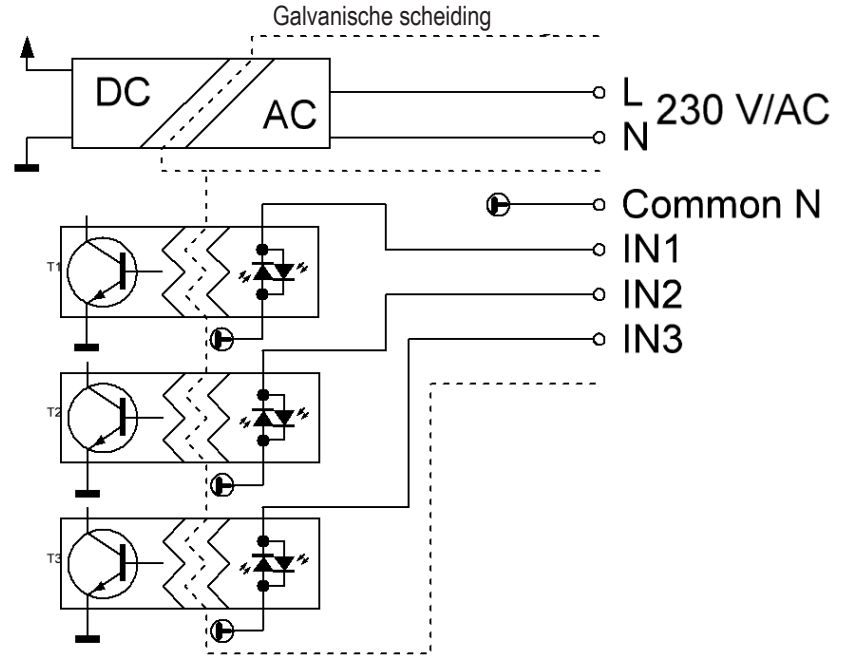 Galvanische scheiding
DC
AC
L
N
230 V/AC
Common N
IN1
IN2
IN3
T1
T2
T3